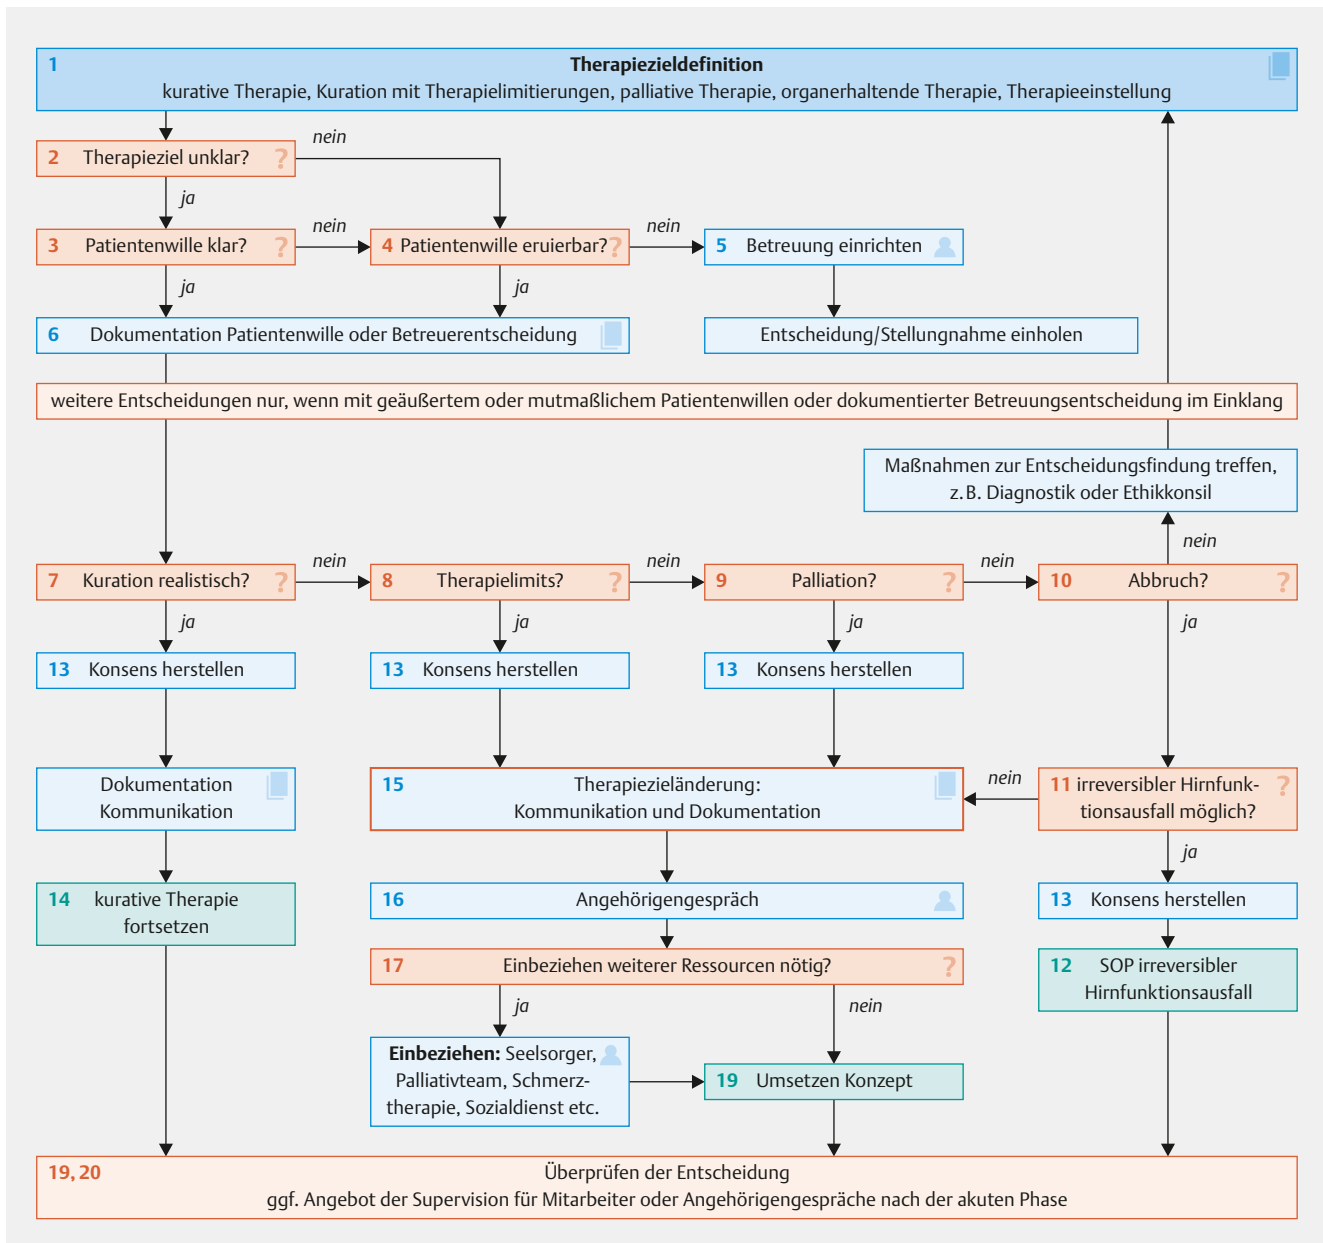 1 Therapiezieldefinition
kurative Therapie, Kuration mit Therapielimitierungen, palliative Therapie, organerhaltende Therapie, Therapieeinstellung
nein
2 Therapieziel unklar? ?
ja
nein
nein
3 Patientenwille klar? ?
4 Patientenwille eruierbar? ?
5 Betreuung einrichten
ja
ja
6 Dokumentation Patientenwille oder Betreuerentscheidung
Entscheidung/Stellungnahme einholen
weitere Entscheidungen nur, wenn mit geäußertem oder mutmaßlichem Patientenwillen oder dokumentierter Betreuungsentscheidung im Einklang
Maßnahmen zur Entscheidungsfindung treffen,
z. B. Diagnostik oder Ethikkonsil
nein
nein
nein
nein
7 Kuration realistisch? ?
8 Therapielimits? ?
9 Palliation? ?
10 Abbruch? ?
ja
ja
ja
ja
13 Konsens herstellen
13 Konsens herstellen
13 Konsens herstellen
Dokumentation
Kommunikation
15 Therapiezieländerung:
Kommunikation und Dokumentation
nein
11 irreversibler Hirnfunk- ?
tionsausfall möglich?
ja
14 kurative Therapie
fortsetzen
16 Angehörigengespräch
13 Konsens herstellen
17 Einbeziehen weiterer Ressourcen nötig? ?
12 SOP irreversibler
Hirnfunktionsausfall
ja
nein
Einbeziehen: Seelsorger,
Palliativteam, Schmerz-
therapie, Sozialdienst etc.
19 Umsetzen Konzept
19, 20 Überprüfen der Entscheidung
ggf. Angebot der Supervision für Mitarbeiter oder Angehörigengespräche nach der akuten Phase